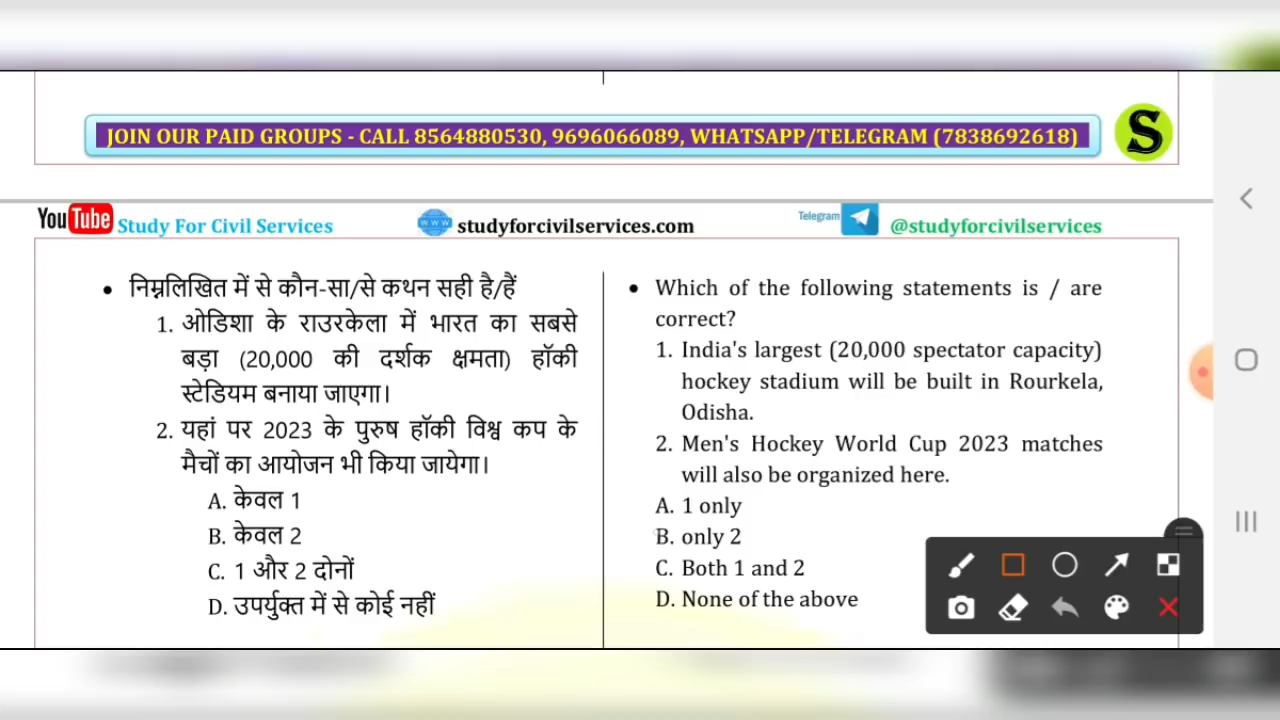 JOIN OUR PAID GROUPS - CALL 8564880530, 9696066089, WHATSAPP/TELEGRAM (7838692618)
S
YouTube Study For Civil Services
WWW studyforcivilservices.com
Telegram @studyforcivilservices
• निम्नलिखित में से कौन-सा/से कथन सही है/हैं
1. ओडिशा के राउरकेला में भारत का सबसे
बड़ा (20,000 की दर्शक क्षमता) हॉकी
स्टेडियम बनाया जाएगा।
2. यहां पर 2023 के पुरुष हॉकी विश्व कप के
मैचों का आयोजन भी किया जायेगा।
A. केवल 1
B. केवल 2
C. 1 और 2 दोनों
D. उपर्युक्त में से कोई नहीं
• Which of the following statements is / are
correct?
1. India's largest (20,000 spectator capacity)
hockey stadium will be built in Rourkela,
Odisha.
2. Men's Hockey World Cup 2023 matches
will also be organized here.
A. 1 only
B. only 2
C. Both 1 and 2
D. None of the above